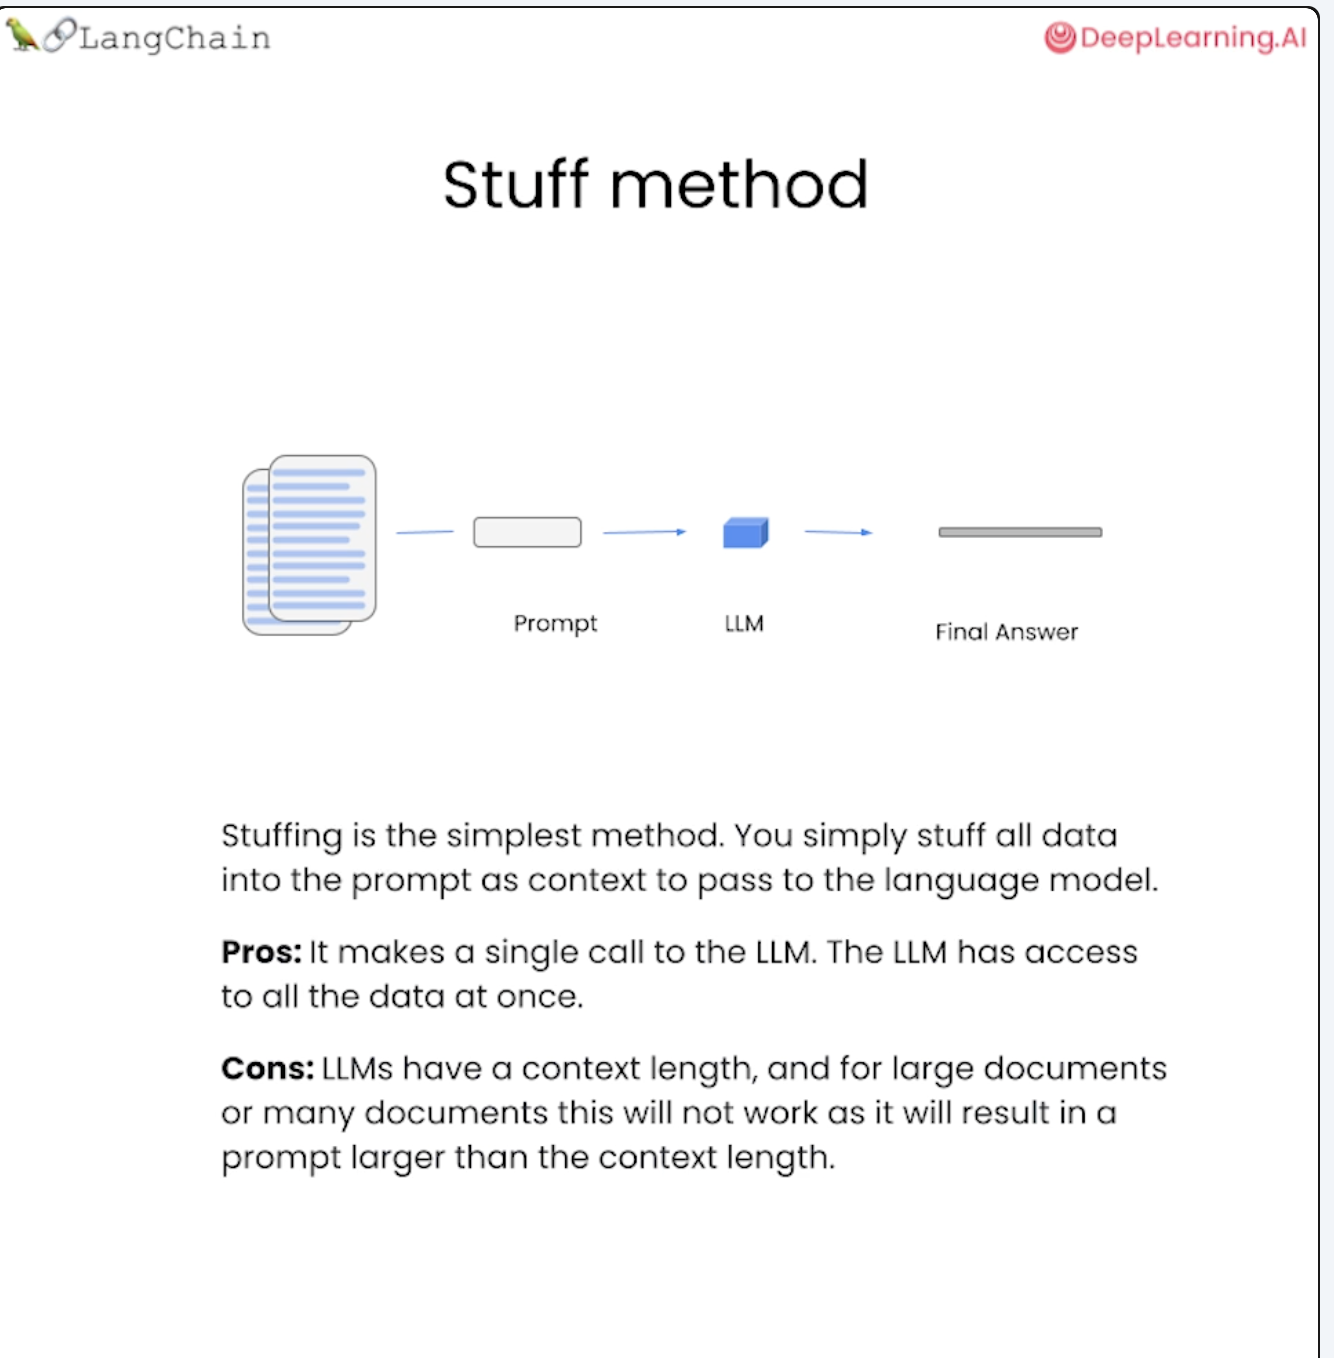 LangChain
DeepLearning.AI
Stuff method
Prompt
LLM
Final Answer
Stuffing is the simplest method. You simply stuff all data
into the prompt as context to pass to the language model.
Pros: It makes a single call to the LLM. The LLM has access
to all the data at once.
Cons: LLMs have a context length, and for large documents
or many documents this will not work as it will result in a
prompt larger than the context length.